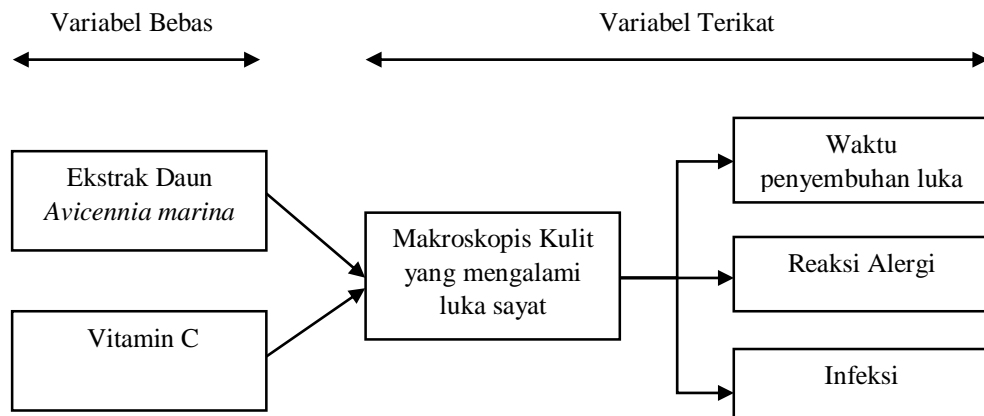 Variabel Bebas
Variabel Terikat
Ekstrak Daun
Avicennia marina
Vitamin C
Makroskopis Kulit
yang mengalami
luka sayat
Waktu
penyembuhan luka
Reaksi Alergi
Infeksi